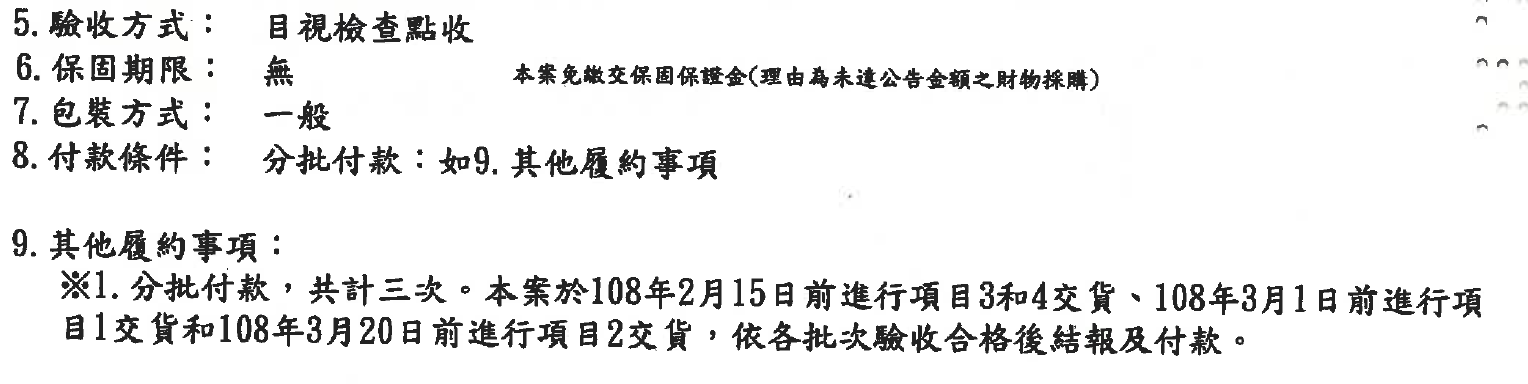 5. 驗收方式： 目視檢查點收
6. 保固期限： 無 本案免繳交保固保證金(理由為未達公告金額之財物採購)
7. 包裝方式： 一般
8. 付款條件： 分批付款：如9. 其他履約事項
9. 其他履約事項：
※1. 分批付款，共計三次。本案於108年2月15日前進行項目3和4交貨、108年3月1日前進行項
目1交貨和108年3月20日前進行項目2交貨，依各批次驗收合格後結報及付款。